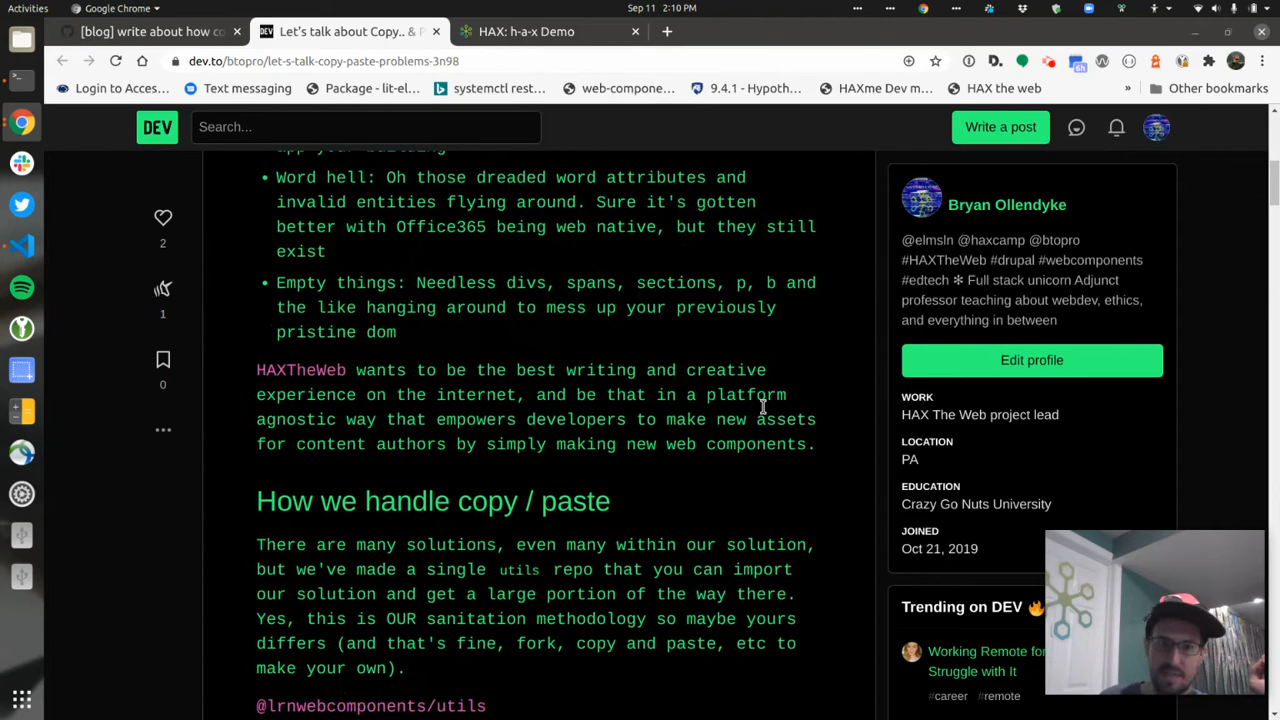 Activities
Google Chrome
Sep 11 2:10 PM
[blog] write about how co
Let's talk about Copy.. & P
HAX: h-a-x Demo
dev.to/btopro/let-s-talk-copy-paste-problems-3n98
6h
Login to Acces...
Text messaging
Package - lit-el...
systemctl rest...
web-compone...
9.4.1 - Hypoth...
HAXme Dev m...
HAX the web
»
Other bookmarks
DEV
Search...
Write a post
• Word hell: Oh those dreaded word attributes and
invalid entities flying around. Sure it's gotten
better with Office365 being web native, but they still
exist
• Empty things: Needless divs, spans, sections, p, b and
the like hanging around to mess up your previously
pristine dom
HAXTheWeb wants to be the best writing and creative
experience on the internet, and be that in a platform
agnostic way that empowers developers to make new assets
for content authors by simply making new web components.
How we handle copy / paste
There are many solutions, even many within our solution,
but we've made a single utils repo that you can import
our solution and get a large portion of the way there.
Yes, this is OUR sanitation methodology so maybe yours
differs (and that's fine, fork, copy and paste, etc to
make your own).
@lrnwebcomponents/utils
2
1
0
Bryan Ollendyke
@elmsln @haxcamp @btopro
#HAXTheWeb #drupal #webcomponents
#edtech ✻ Full stack unicorn Adjunct
professor teaching about webdev, ethics,
and everything in between
Edit profile
WORK
HAX The Web project lead
LOCATION
PA
EDUCATION
Crazy Go Nuts University
JOINED
Oct 21, 2019
Trending on DEV 🔥
Working Remote for
Struggle with It
#career #remote